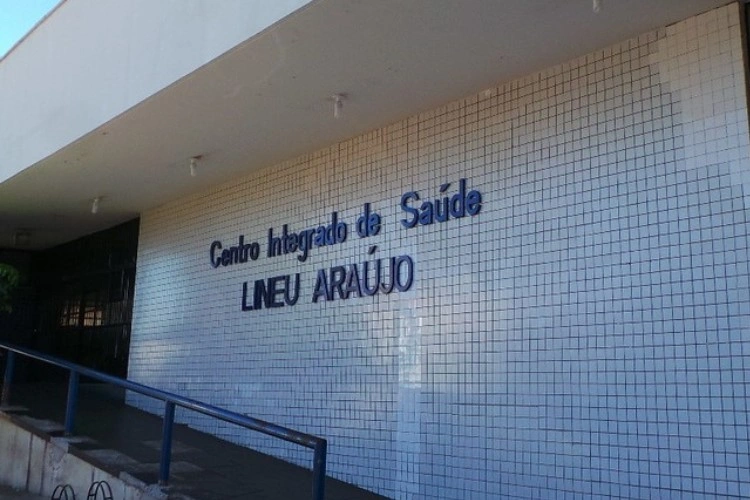 Centro Integrado de Saúde
LINEU ARAÚJO